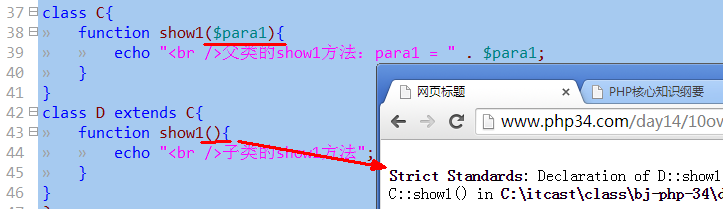 37 class C{
38 » function show1($para1){
39 » » echo "<br />父类的show1方法：para1 = " . $para1;
40 » }
41 }
42 class D extends C{
43 » function show1(){
44 » » echo "<br />子类的show1方法";
45 » }
46 }
47 }
网页标题
PHP核心知识纲要
www.php34.com/day14/10ov
Strict Standards: Declaration of D::show1
C::show1() in C:\itcast\class\bj-php-34\d